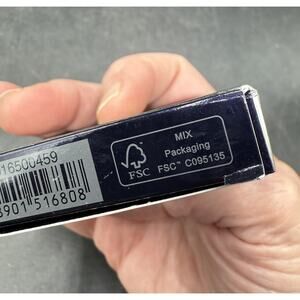 16500459
901 516808
FSC
MIX
Packaging
FSC™ C095135